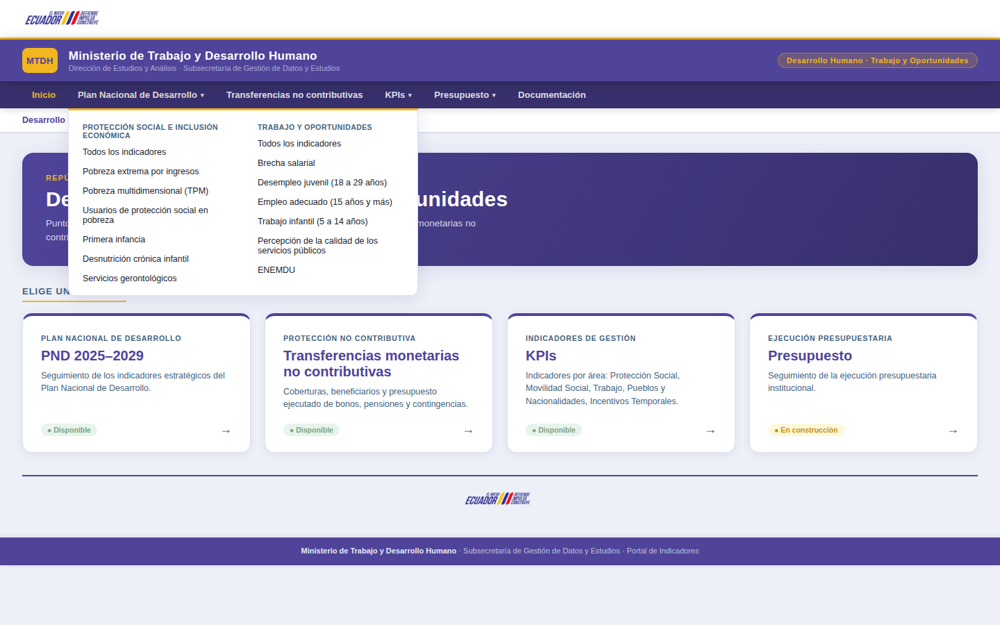 EL NUEVO
ECUADOR
DEFIENDE
IMPULSA
CONSTRUYE
MTDH
Ministerio de Trabajo y Desarrollo Humano
Dirección de Estudios y Análisis · Subsecretaría de Gestión de Datos y Estudios
Desarrollo Humano · Trabajo y Oportunidades
Inicio
Plan Nacional de Desarrollo ▾
Transferencias no contributivas
KPIs ▾
Presupuesto ▾
Documentación
Desarrollo
PROTECCIÓN SOCIAL E INCLUSIÓN
ECONÓMICA
Todos los indicadores
Pobreza extrema por ingresos
Pobreza multidimensional (TPM)
Usuarios de protección social en
pobreza
Primera infancia
Desnutrición crónica infantil
Servicios gerontológicos
TRABAJO Y OPORTUNIDADES
Todos los indicadores
Brecha salarial
Desempleo juvenil (18 a 29 años)
Empleo adecuado (15 años y más)
Trabajo infantil (5 a 14 años)
Percepción de la calidad de los
servicios públicos
ENEMDU
unidades
monetarias no
ELIGE UN
PLAN NACIONAL DE DESARROLLO
PND 2025–2029
Seguimiento de los indicadores estratégicos del
Plan Nacional de Desarrollo.
● Disponible →
PROTECCIÓN NO CONTRIBUTIVA
Transferencias monetarias
no contributivas
Coberturas, beneficiarios y presupuesto
ejecutado de bonos, pensiones y contingencias.
● Disponible →
INDICADORES DE GESTIÓN
KPIs
Indicadores por área: Protección Social,
Movilidad Social, Trabajo, Pueblos y
Nacionalidades, Incentivos Temporales.
● Disponible →
EJECUCIÓN PRESUPUESTARIA
Presupuesto
Seguimiento de la ejecución presupuestaria
institucional.
● En construcción →
EL NUEVO
ECUADOR
DEFIENDE
IMPULSA
CONSTRUYE
Ministerio de Trabajo y Desarrollo Humano · Subsecretaría de Gestión de Datos y Estudios · Portal de Indicadores